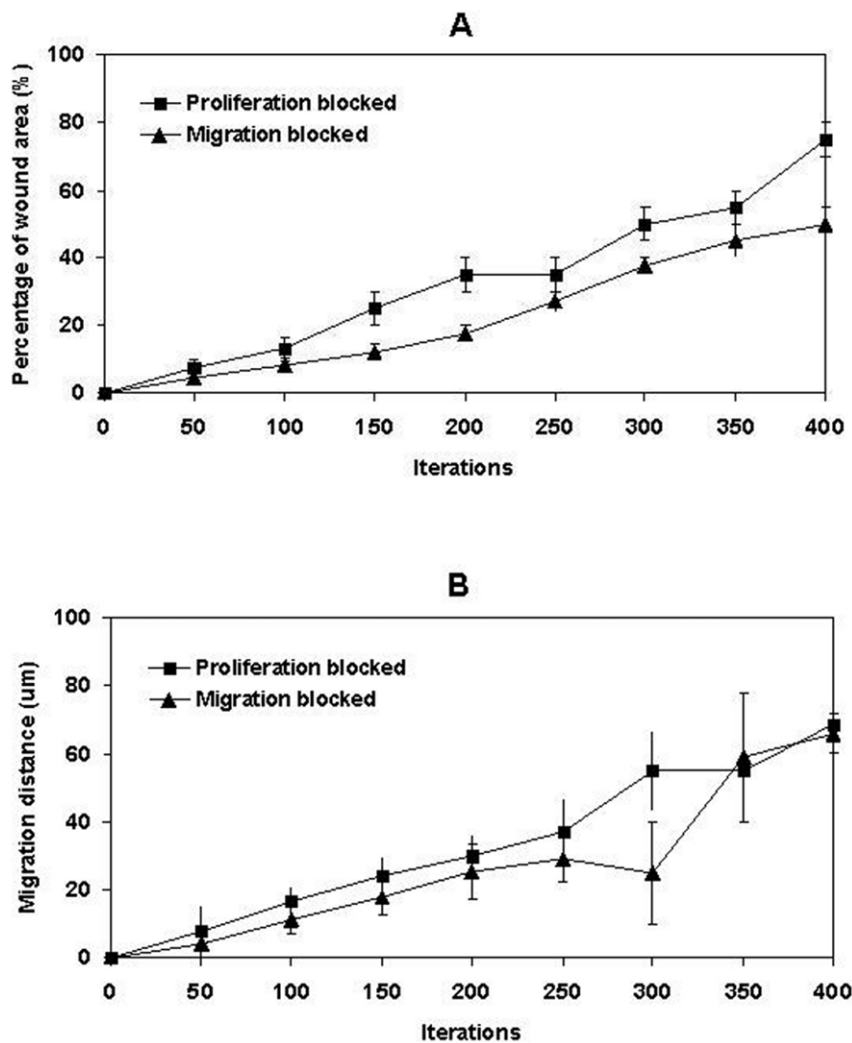 A
Percentage of wound area (%)
100
80
60
40
20
0
Proliferation blocked
Migration blocked
0 50 100 150 200 250 300 350 400
Iterations
B
Migration distance (um)
100
80
60
40
20
0
Proliferation blocked
Migration blocked
0 50 100 150 200 250 300 350 400
Iterations